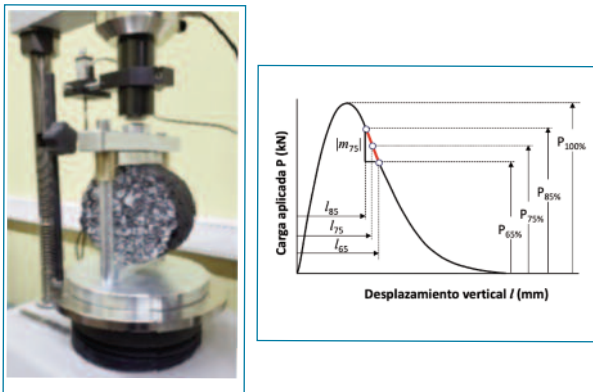 Carga aplicada P (kN)
|m75|
l85
l75
l65
P65%
P75%
P85%
P100%
Desplazamiento vertical l (mm)